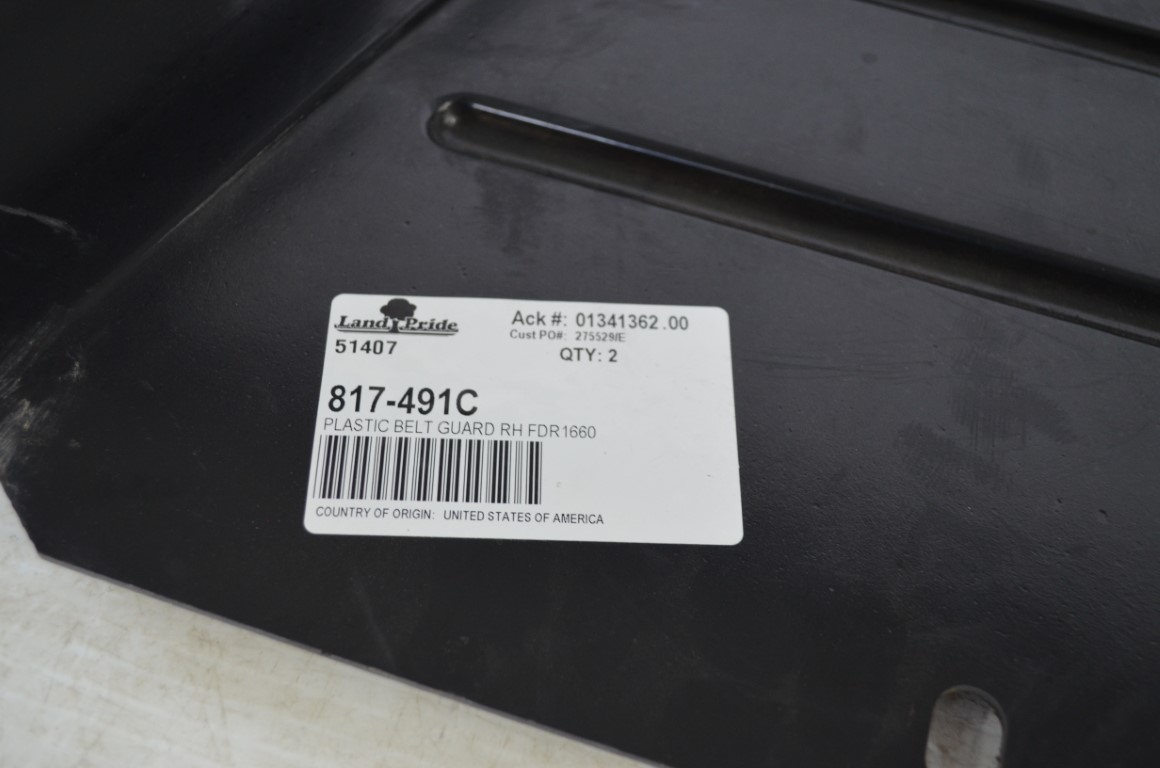 Land Pride
Ack #: 01341362.00
Cust PO#: 275529/E
51407
QTY: 2
817-491C
PLASTIC BELT GUARD RH FDR1660
COUNTRY OF ORIGIN: UNITED STATES OF AMERICA